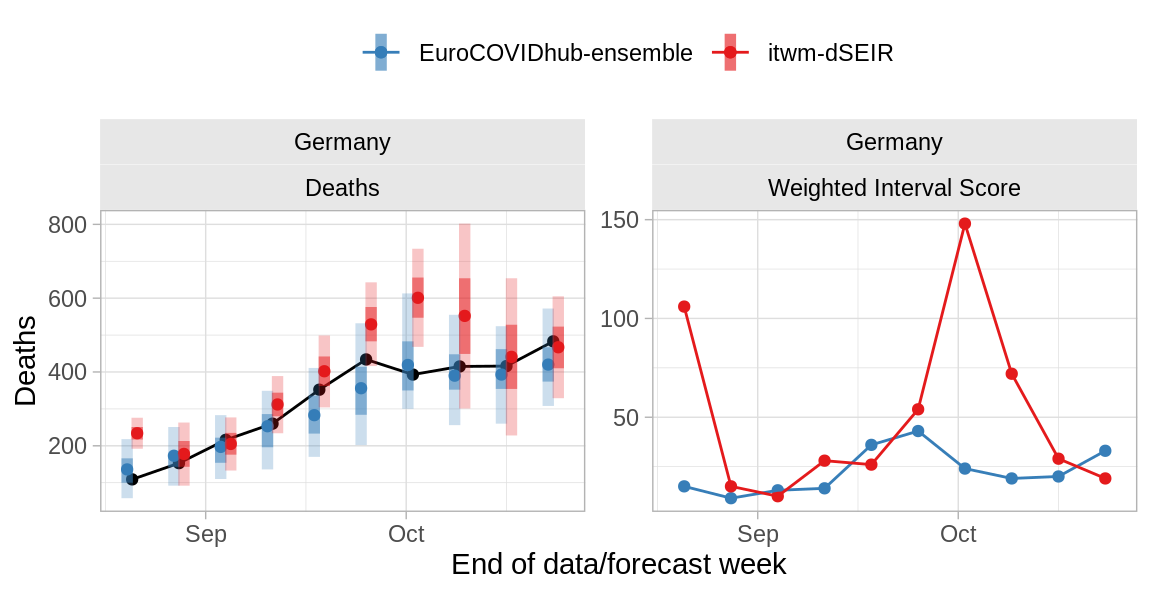 EuroCOVIDhub-ensemble itwm-dSEIR
Germany
Deaths
Germany
Weighted Interval Score
Deaths
800
600
400
200
Sep Oct
150
100
50
Sep Oct
End of data/forecast week